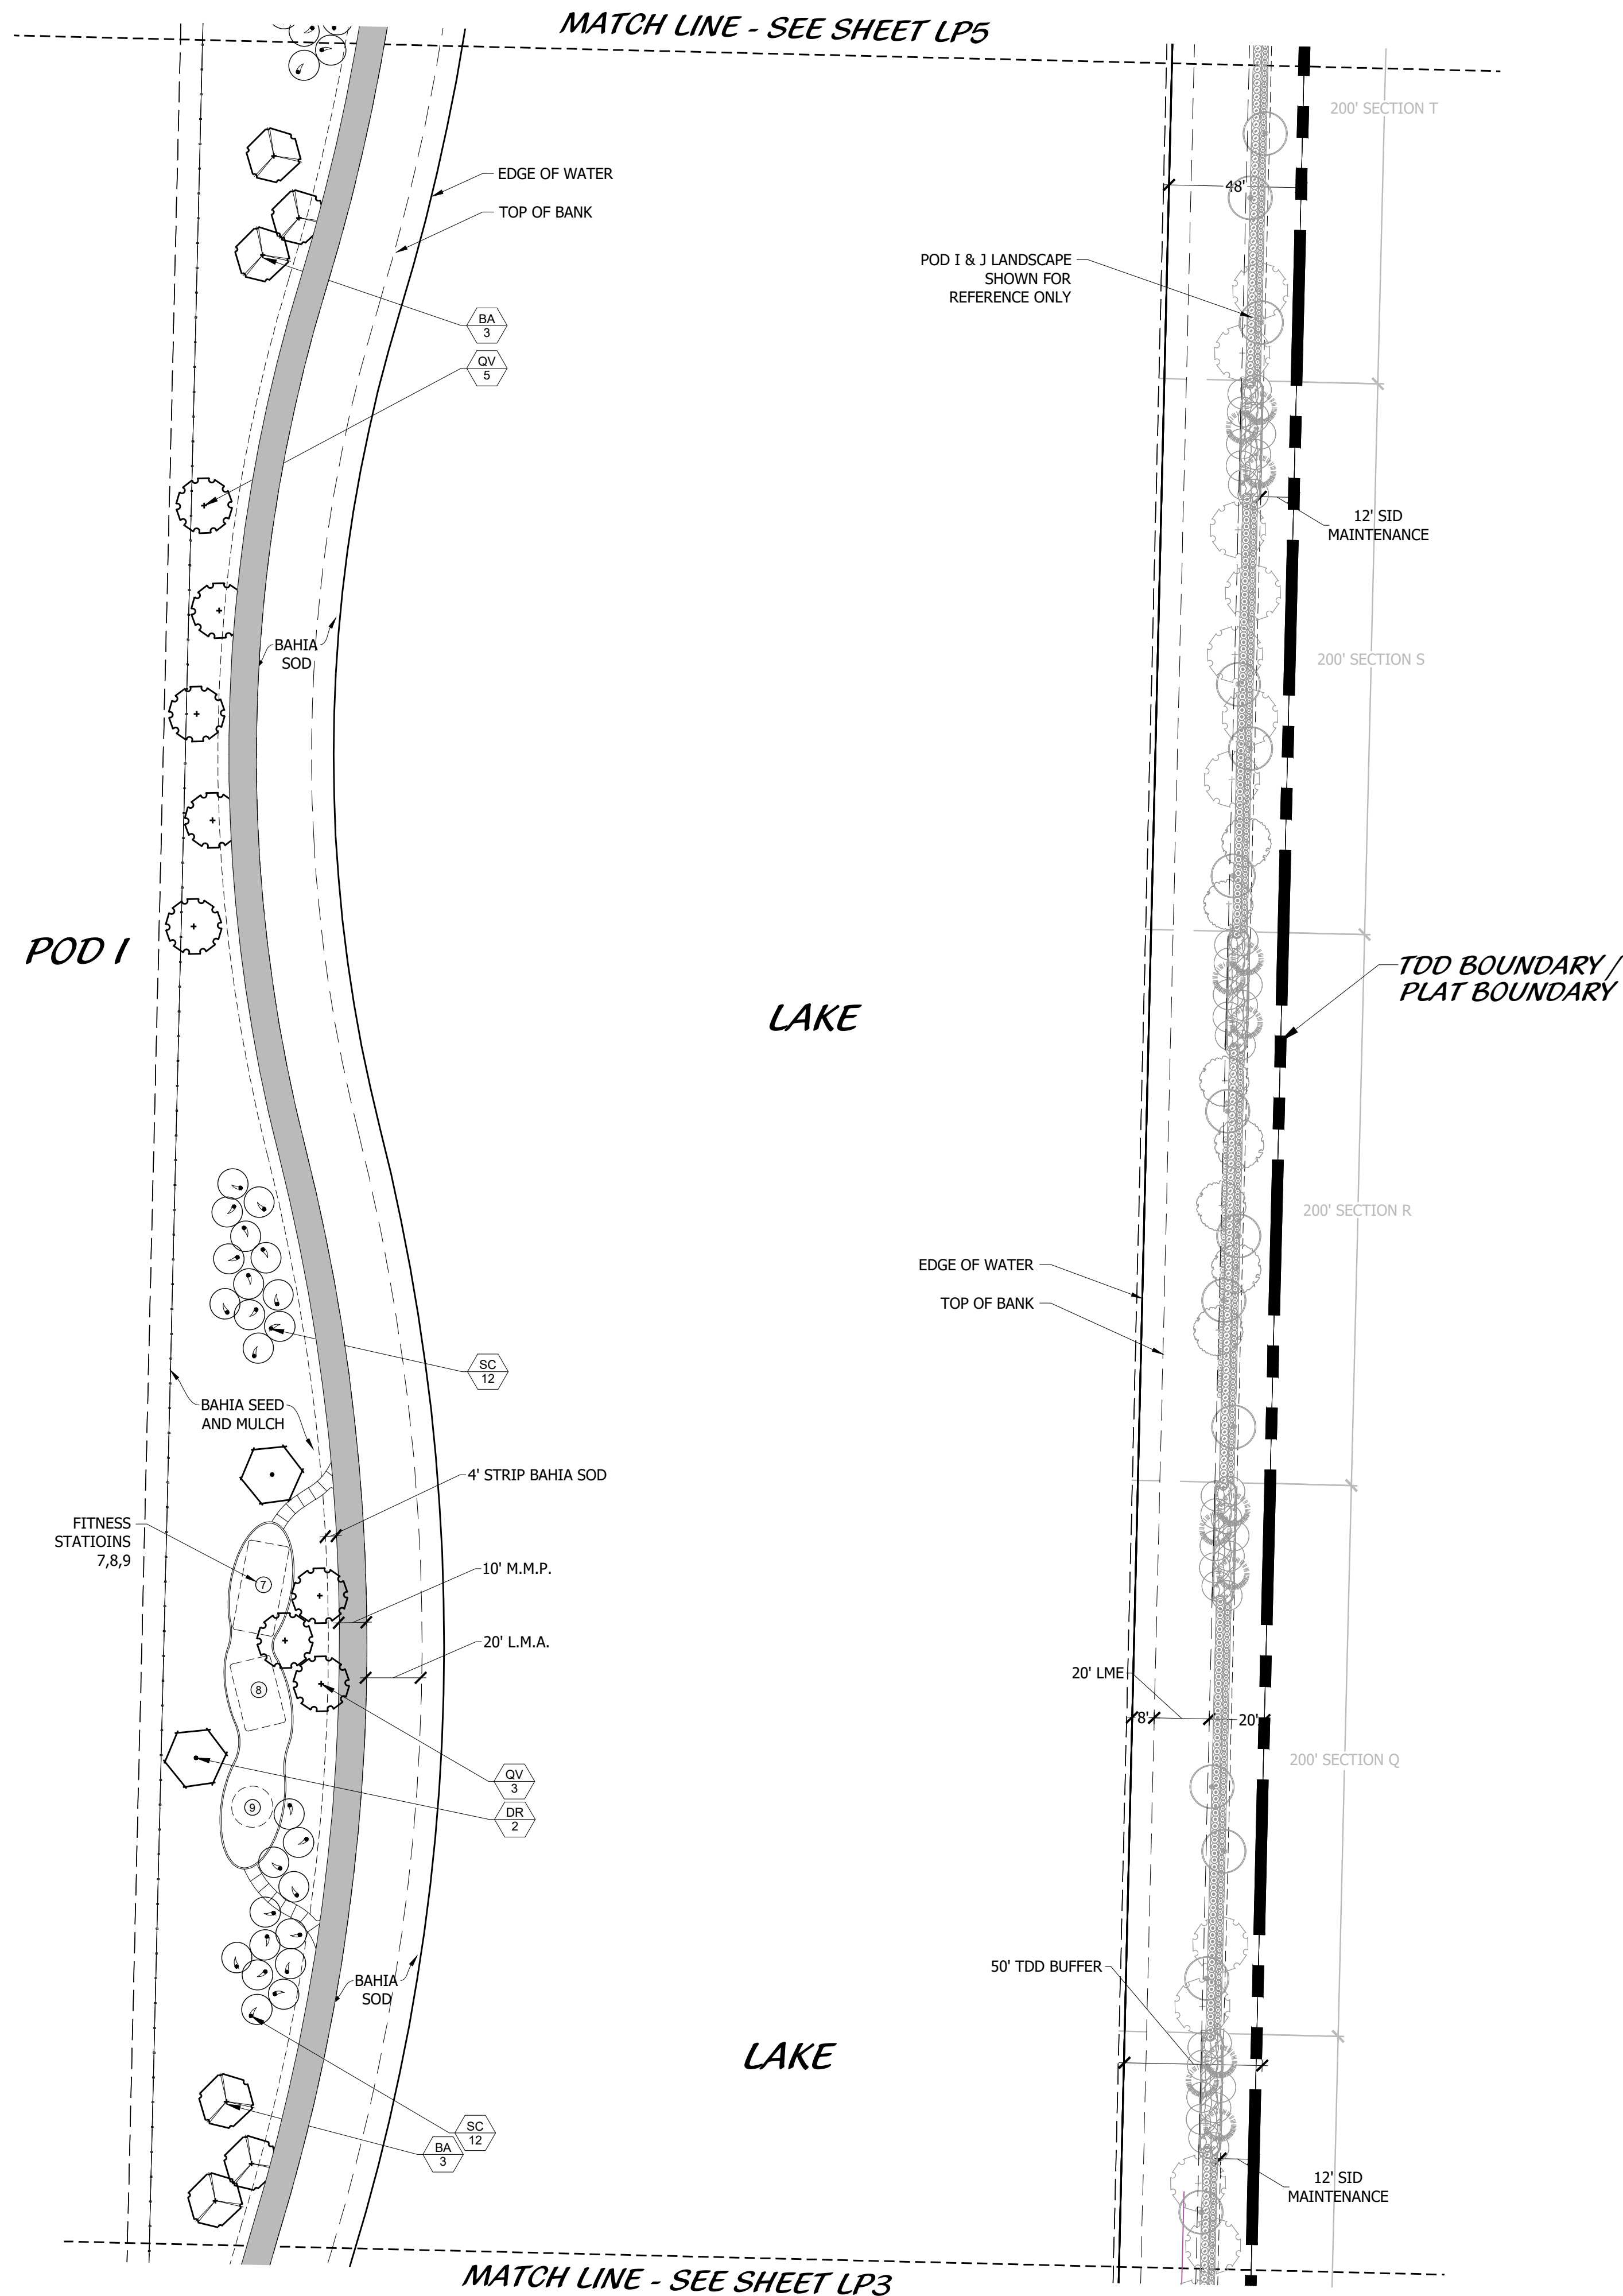 MATCH LINE - SEE SHEET LP5
200' SECTION T
EDGE OF WATER
48'
TOP OF BANK
POD I & J LANDSCAPE
SHOWN FOR
REFERENCE ONLY
BA
3
QV
5
12' SID
MAINTENANCE
BAHIA
SOD
200' SECTION S
POD I
LAKE
TDD BOUNDARY /
PLAT BOUNDARY
200' SECTION R
EDGE OF WATER
TOP OF BANK
SC
12
BAHIA SEED
AND MULCH
4' STRIP BAHIA SOD
FITNESS
STATIOINS
7,8,9
7
10' M.M.P.
20' L.M.A.
20' LME
8
8'
20'
200' SECTION Q
QV
3
DR
2
9
50' TDD BUFFER
BAHIA
SOD
LAKE
SC
12
BA
3
12' SID
MAINTENANCE
MATCH LINE - SEE SHEET LP3